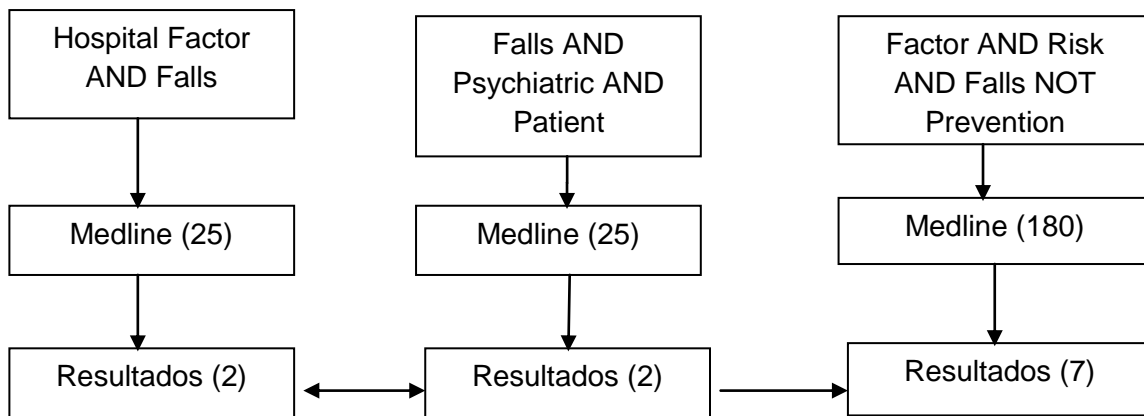 Hospital Factor
AND Falls
Falls AND
Psychiatric AND
Patient
Factor AND Risk
AND Falls NOT
Prevention
Medline (25)
Medline (25)
Medline (180)
Resultados (2)
Resultados (2)
Resultados (7)